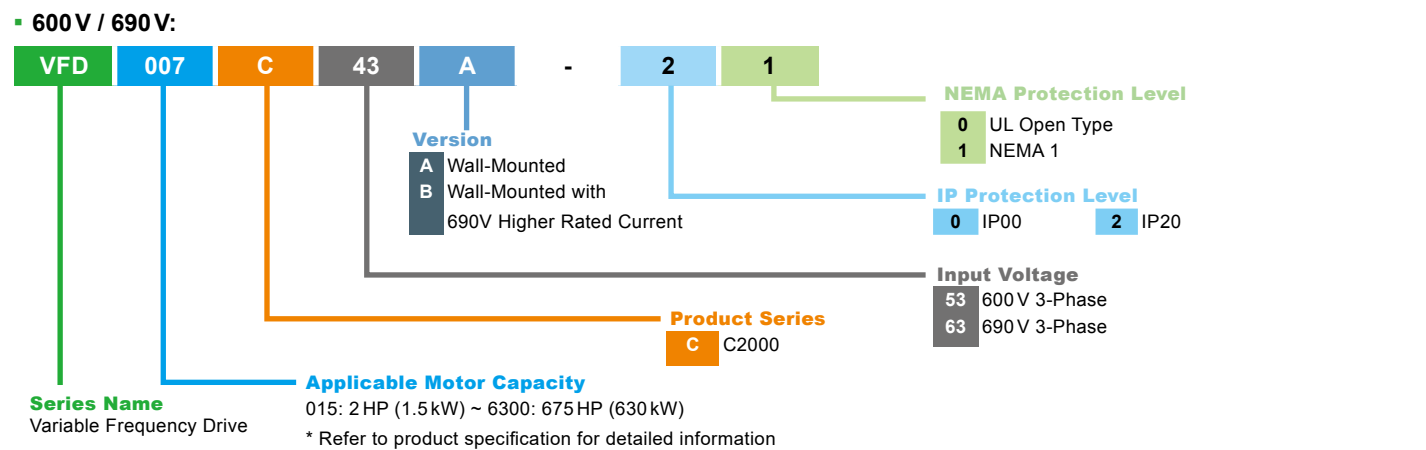 ▪ 600 V / 690 V:
VFD 007 C 43 A - 2 1
NEMA Protection Level
0 UL Open Type
1 NEMA 1
Version
A Wall-Mounted
B Wall-Mounted with
690V Higher Rated Current
IP Protection Level
0 IP00 2 IP20
Input Voltage
53 600 V 3-Phase
63 690 V 3-Phase
Product Series
C C2000
Applicable Motor Capacity
015: 2 HP (1.5 kW) ~ 6300: 675 HP (630 kW)
* Refer to product specification for detailed information
Series Name
Variable Frequency Drive